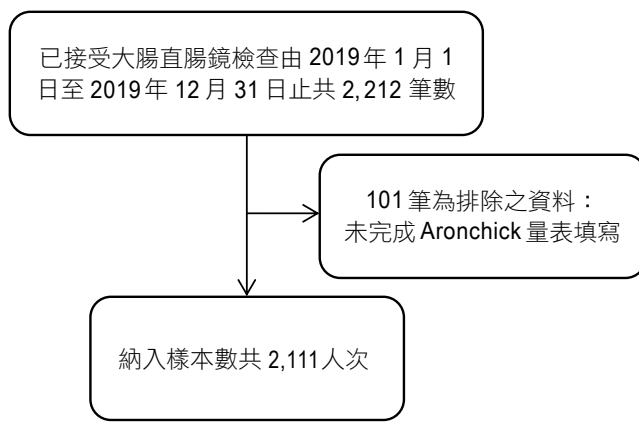 已接受大腸直腸鏡檢查由 2019 年 1 月 1
日至 2019 年 12 月 31 日止共 2,212 筆數
101 筆為排除之資料：
未完成 Aronchick 量表填寫
納入樣本數共 2,111 人次